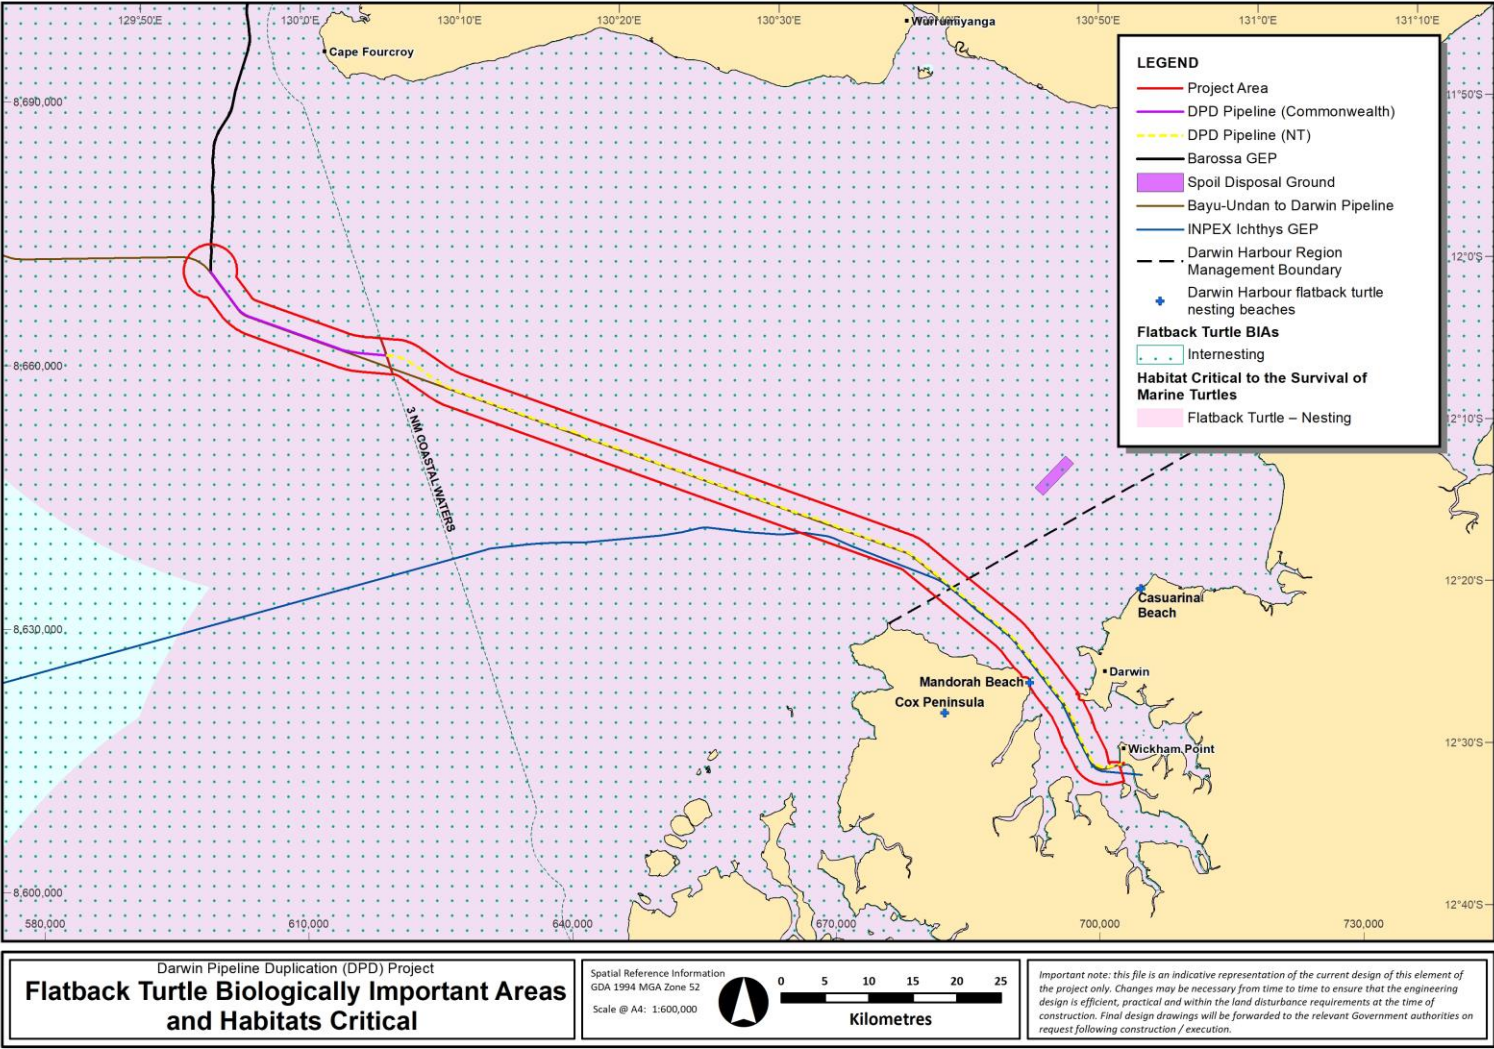 129°50'E
130°0'E
130°10'E
130°20'E
130°30'E
130°50'E
131°0'E
131°10'E
Wurrumiyanga
Cape Fourcroy
8,690,000
8,660,000
8,630,000
8,600,000
11°50'S
12°0'S
12°10'S
12°20'S
12°30'S
12°40'S
LEGEND
Project Area
DPD Pipeline (Commonwealth)
DPD Pipeline (NT)
Barossa GEP
Spoil Disposal Ground
Bayu-Undan to Darwin Pipeline
INPEX Ichthys GEP
Darwin Harbour Region
Management Boundary
Darwin Harbour flatback turtle
nesting beaches
Flatback Turtle BIAs
Internesting
Habitat Critical to the Survival of
Marine Turtles
Flatback Turtle – Nesting
3 NM COASTAL WATERS
Casuarina
Beach
Darwin
Mandorah Beach
Cox Peninsula
Wickham Point
580,000
610,000
640,000
670,000
700,000
730,000
Darwin Pipeline Duplication (DPD) Project
Flatback Turtle Biologically Important Areas
and Habitats Critical
Spatial Reference Information
GDA 1994 MGA Zone 52
Scale @ A4: 1:600,000
0 5 10 15 20 25
Kilometres
Important note: this file is an indicative representation of the current design of this element of
the project only. Changes may be necessary from time to time to ensure that the engineering
design is efficient, practical and within the land disturbance requirements at the time of
construction. Final design drawings will be forwarded to the relevant Government authorities on
request following construction / execution.